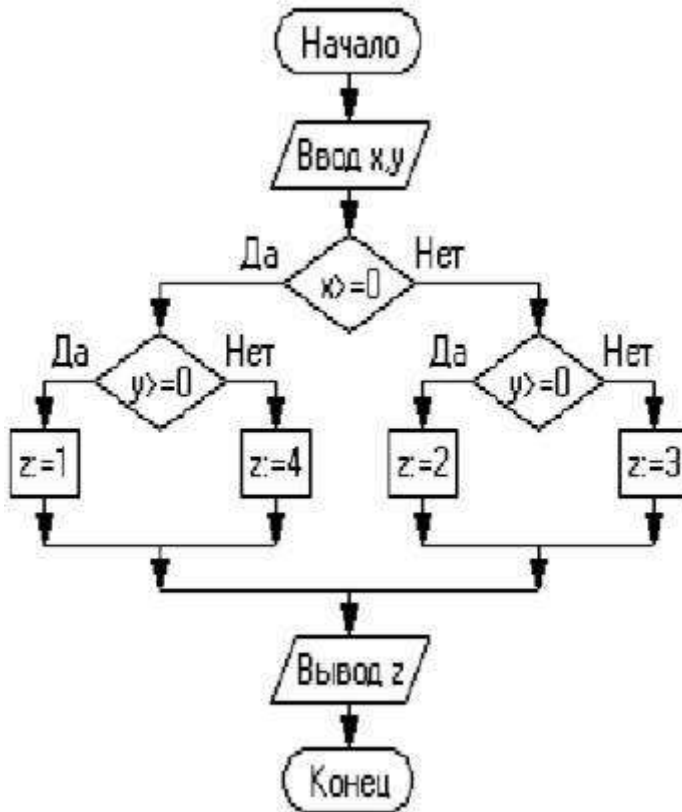 Начало
Ввод x,y
Да
Нет
x>=0
Да
Нет
Да
Нет
y>=0
y>=0
z:=1
z:=4
z:=2
z:=3
Вывод z
Конец